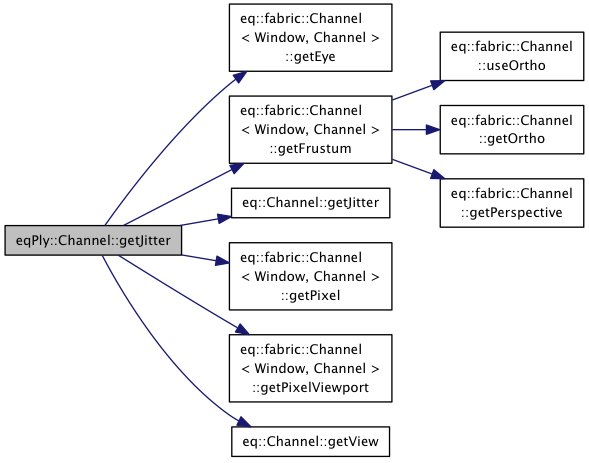 eqPly::Channel::getJitter
eq::fabric::Channel
< Window, Channel >
::getEye
eq::fabric::Channel
< Window, Channel >
::getFrustum
eq::Channel::getJitter
eq::fabric::Channel
< Window, Channel >
::getPixel
eq::fabric::Channel
< Window, Channel >
::getPixelViewport
eq::Channel::getView
eq::fabric::Channel
::useOrtho
eq::fabric::Channel
::getOrtho
eq::fabric::Channel
::getPerspective